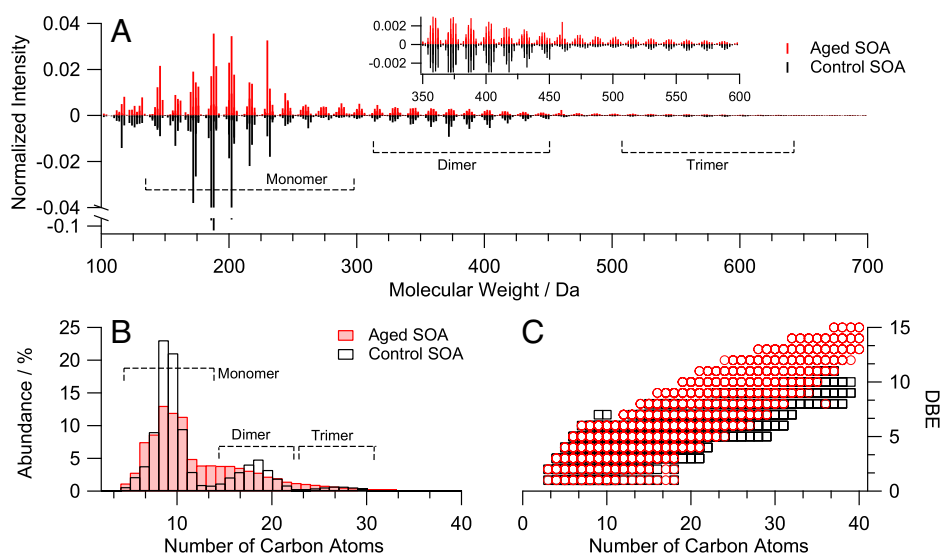 A
Normalized Intensity
0.04
0.02
0
-0.02
-0.04
-0.1
0.002
0
-0.002
350 400 450 500 550 600
Aged SOA
Control SOA
Monomer
Dimer
Trimer
100 200 300 400 500 600 700
Molecular Weight / Da
B
Abundance / %
25
20
15
10
5
0
Aged SOA
Control SOA
Monomer
Dimer
Trimer
10 20 30 40
Number of Carbon Atoms
C
15
10
5
0
DBE
0 10 20 30 40
Number of Carbon Atoms